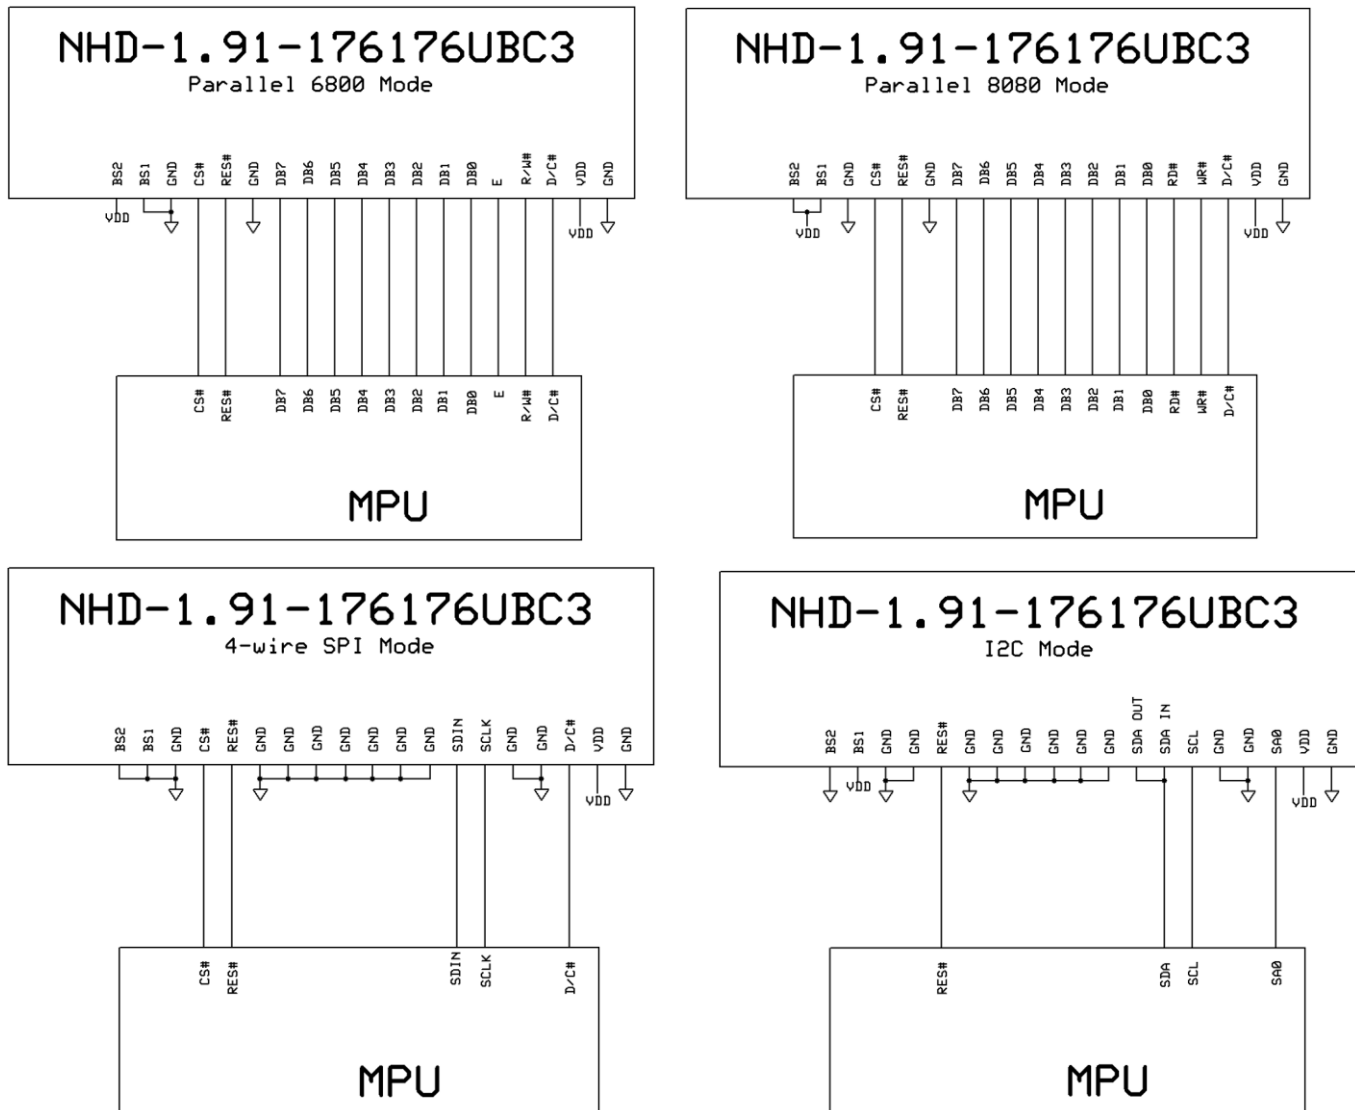 NHD-1.91-176176UBC3
Parallel 6800 Mode
BS2 BS1 GND CS# RES# GND DB7 DB6 DB5 DB4 DB3 DB2 DB1 DB0 E R/W# D/C# VDD GND
VDD VDD
CS# RES# DB7 DB6 DB5 DB4 DB3 DB2 DB1 DB0 E R/W# D/C#
MPU
NHD-1.91-176176UBC3
Parallel 8080 Mode
BS2 BS1 GND CS# RES# GND DB7 DB6 DB5 DB4 DB3 DB2 DB1 DB0 RD# WR# D/C# VDD GND
VDD VDD
CS# RES# DB7 DB6 DB5 DB4 DB3 DB2 DB1 DB0 RD# WR# D/C#
MPU
NHD-1.91-176176UBC3
4-wire SPI Mode
BS2 BS1 GND CS# RES# GND GND GND GND GND GND GND SDIN SCLK GND GND D/C# VDD GND
VDD
CS# RES# SDIN SCLK D/C#
MPU
NHD-1.91-176176UBC3
I2C Mode
BS2 BS1 GND GND RES# GND GND GND GND GND GND SDA OUT SDA IN SCL GND GND SA0 VDD GND
VDD VDD
RES# SDA SCL SA0
MPU